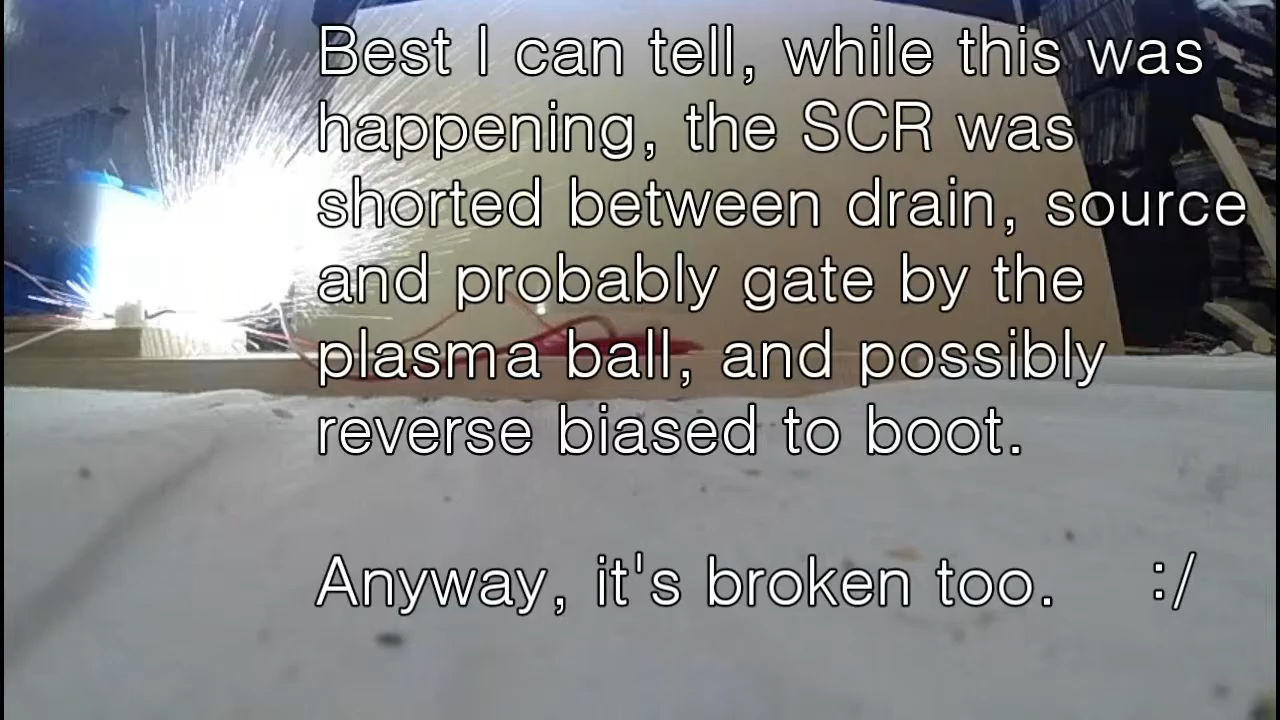 Best I can tell, while this was
happening, the SCR was
shorted between drain, source
and probably gate by the
plasma ball, and possibly
reverse biased to boot.
Anyway, it's broken too. :/